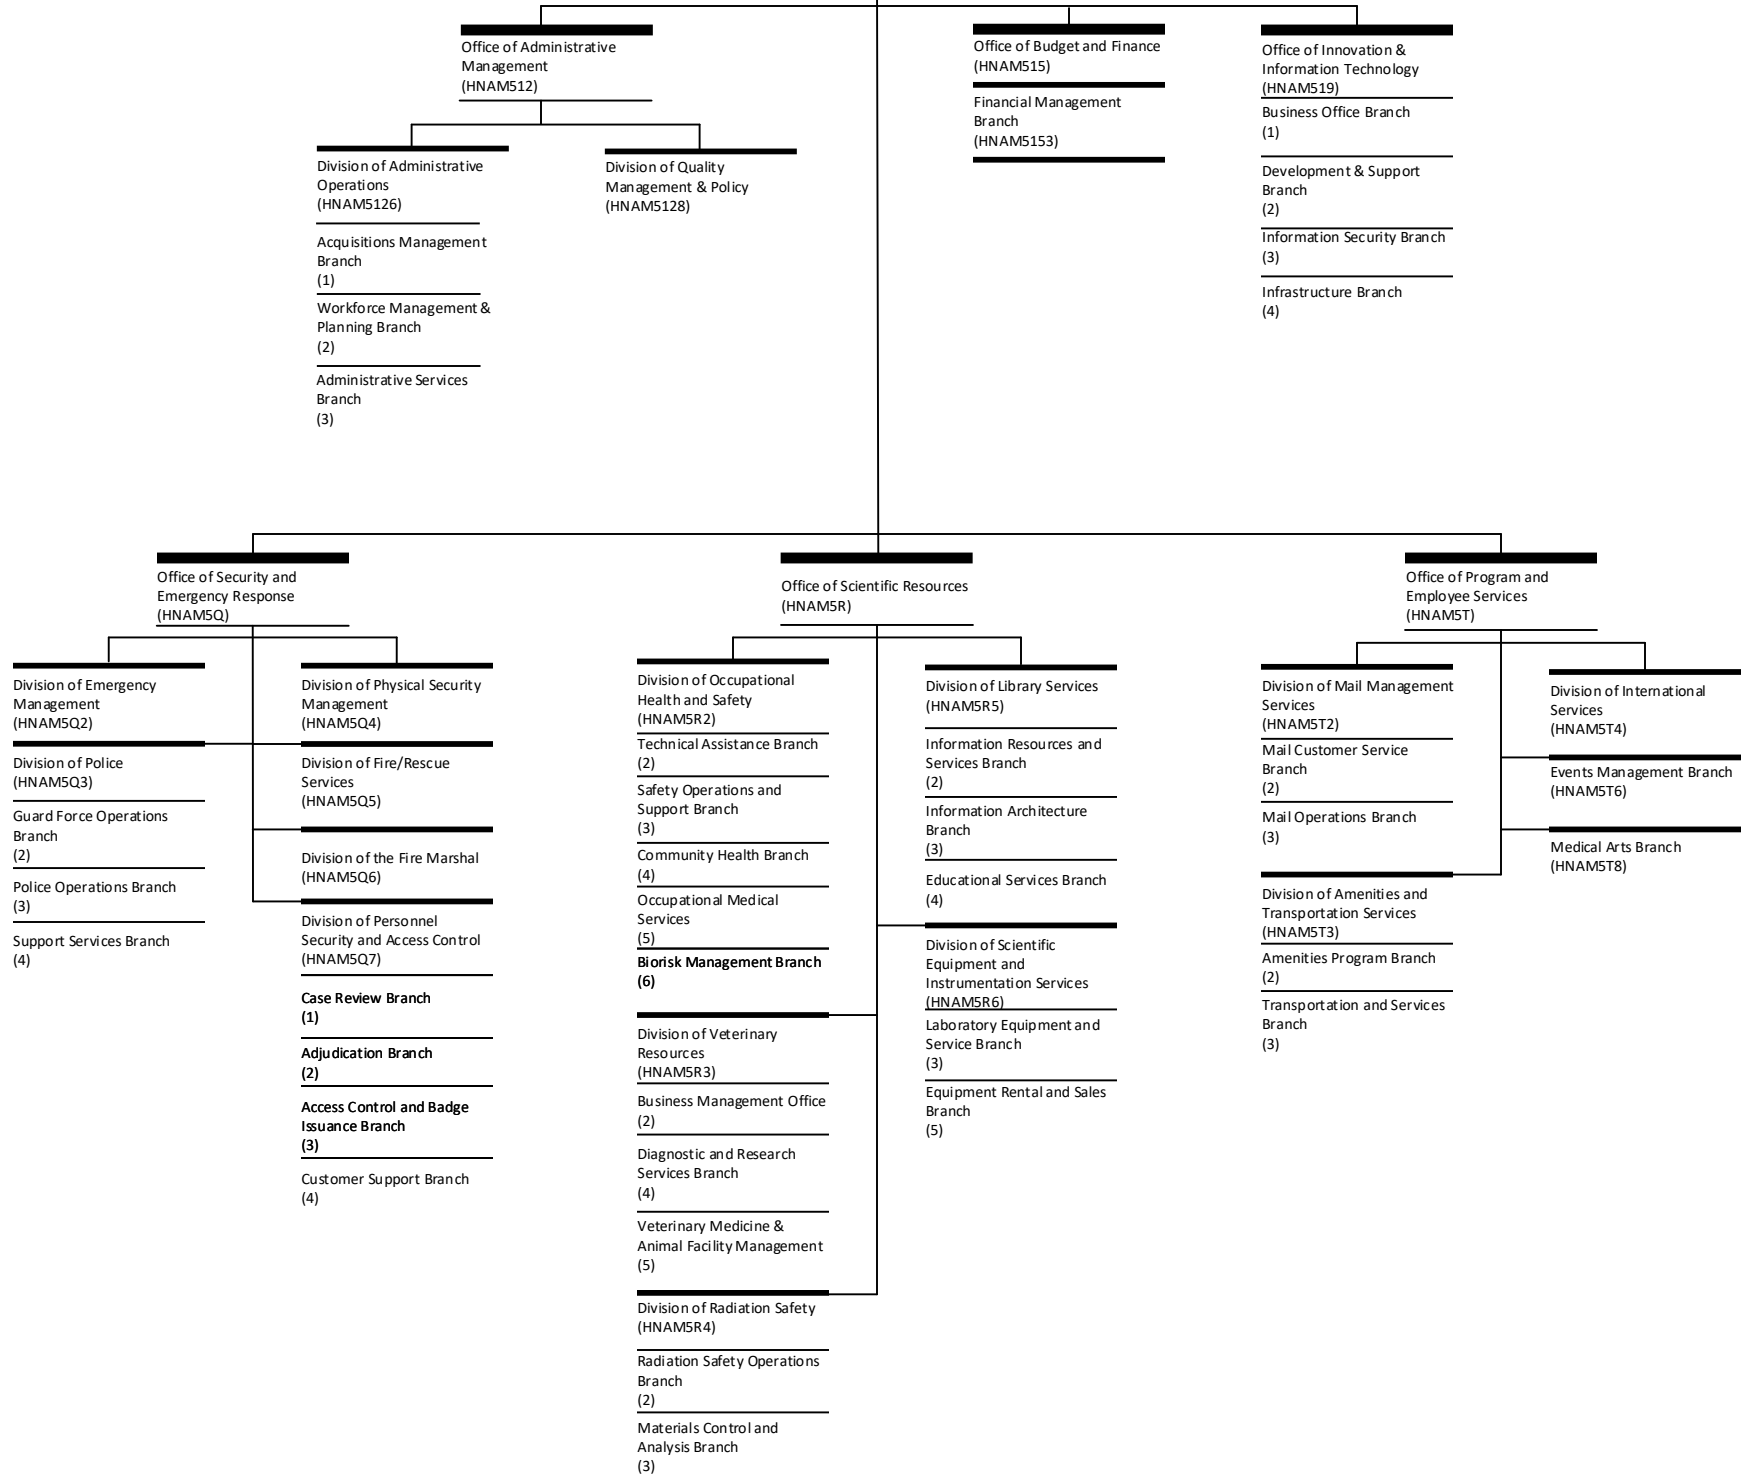 Office of Administrative
Management
(HNAM512)
Division of Administrative
Operations
(HNAM5126)
Acquisitions Management
Branch
(1)
Workforce Management &
Planning Branch
(2)
Administrative Services
Branch
(3)
Division of Quality
Management & Policy
(HNAM5128)
Office of Budget and Finance
(HNAM515)
Financial Management
Branch
(HNAM5153)
Office of Innovation &
Information Technology
(HNAM519)
Business Office Branch
(1)
Development & Support
Branch
(2)
Information Security Branch
(3)
Infrastructure Branch
(4)
Office of Security and
Emergency Response
(HNAM5Q)
Division of Emergency
Management
(HNAM5Q2)
Division of Police
(HNAM5Q3)
Guard Force Operations
Branch
(2)
Police Operations Branch
(3)
Support Services Branch
(4)
Division of Physical Security
Management
(HNAM5Q4)
Division of Fire/Rescue
Services
(HNAM5Q5)
Division of the Fire Marshal
(HNAM5Q6)
Division of Personnel
Security and Access Control
(HNAM5Q7)
Case Review Branch
(1)
Adjudication Branch
(2)
Access Control and Badge
Issuance Branch
(3)
Customer Support Branch
(4)
Office of Scientific Resources
(HNAM5R)
Division of Occupational
Health and Safety
(HNAM5R2)
Technical Assistance Branch
(2)
Safety Operations and
Support Branch
(3)
Community Health Branch
(4)
Occupational Medical
Services
(5)
Biorisk Management Branch
(6)
Division of Veterinary
Resources
(HNAM5R3)
Business Management Office
(2)
Diagnostic and Research
Services Branch
(4)
Veterinary Medicine &
Animal Facility Management
(5)
Division of Radiation Safety
(HNAM5R4)
Radiation Safety Operations
Branch
(2)
Materials Control and
Analysis Branch
(3)
Division of Library Services
(HNAM5R5)
Information Resources and
Services Branch
(2)
Information Architecture
Branch
(3)
Educational Services Branch
(4)
Division of Scientific
Equipment and
Instrumentation Services
(HNAM5R6)
Laboratory Equipment and
Service Branch
(3)
Equipment Rental and Sales
Branch
(5)
Office of Program and
Employee Services
(HNAM5T)
Division of Mail Management
Services
(HNAM5T2)
Mail Customer Service
Branch
(2)
Mail Operations Branch
(3)
Division of Amenities and
Transportation Services
(HNAM5T3)
Amenities Program Branch
(2)
Transportation and Services
Branch
(3)
Division of International
Services
(HNAM5T4)
Events Management Branch
(HNAM5T6)
Medical Arts Branch
(HNAM5T8)